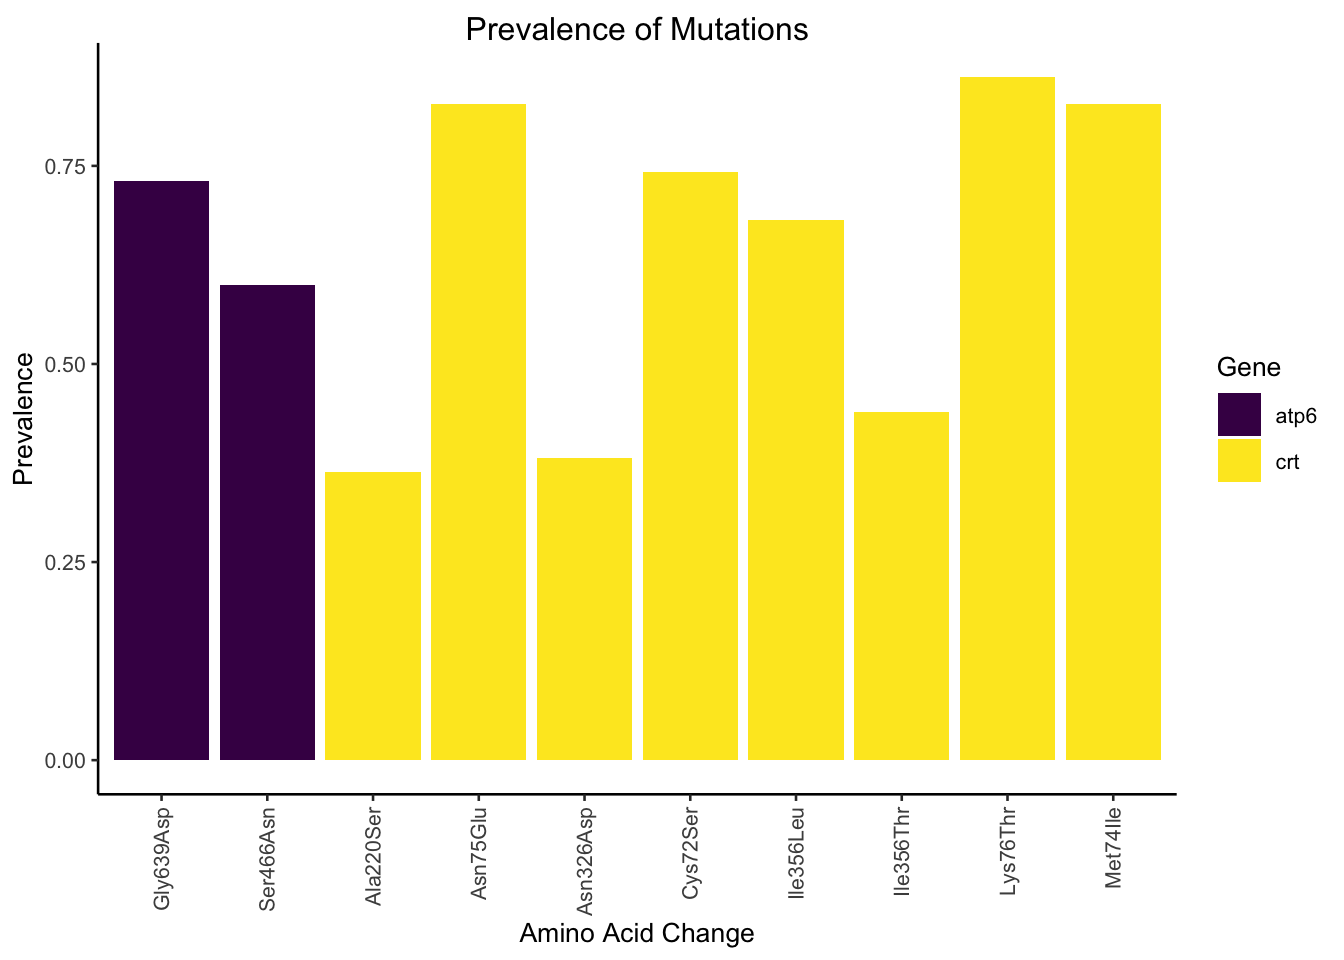 Prevalence of Mutations
Prevalence
0.75
0.50
0.25
0.00
Gly639Asp
Ser466Asn
Ala220Ser
Asn75Glu
Asn326Asp
Cys72Ser
Ile356Leu
Ile356Thr
Lys76Thr
Met74Ile
Amino Acid Change
Gene
atp6
crt